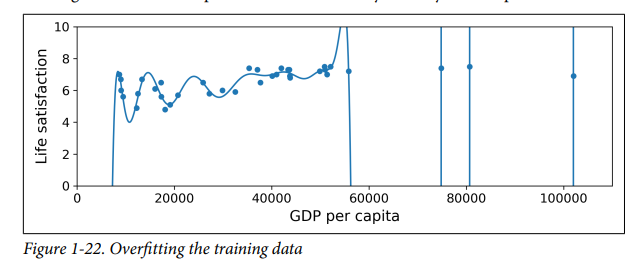 10
8
6
4
2
0
Life satisfaction
0 20000 40000 60000 80000 100000
GDP per capita
Figure 1-22. Overfitting the training data